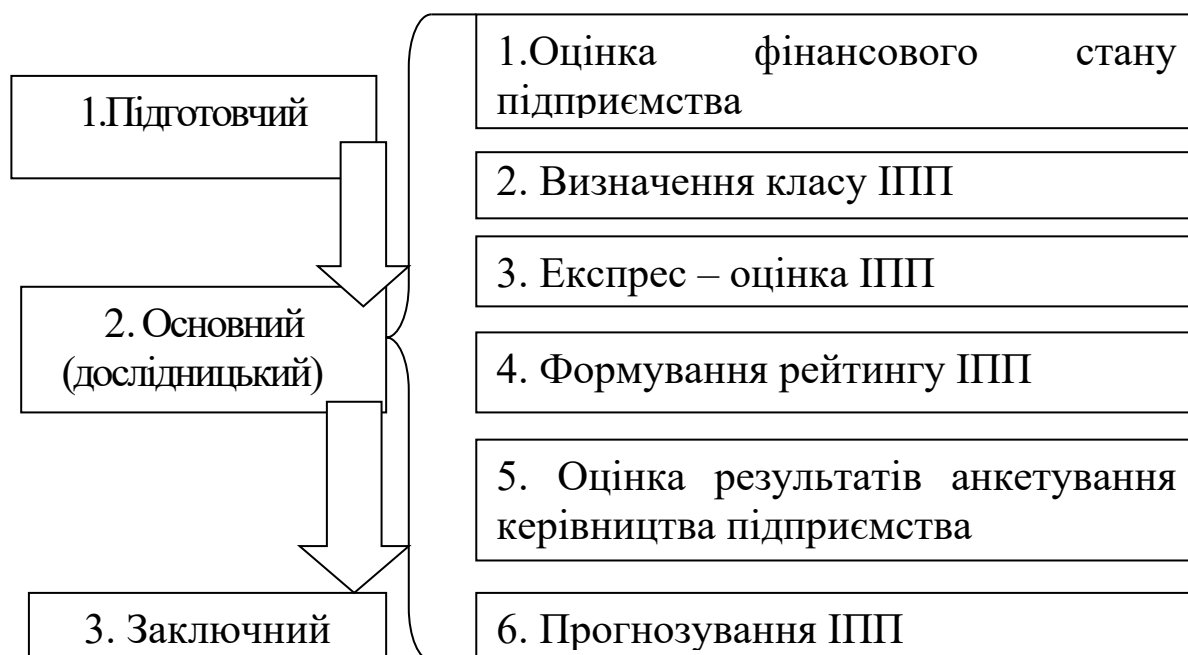 1.Підготовчий
2. Основний
(дослідницький)
3. Заключний
1.Оцінка фінансового стану
підприємства
2. Визначення класу ІПП
3. Експрес – оцінка ІПП
4. Формування рейтингу ІПП
5. Оцінка результатів анкетування
керівництва підприємства
6. Прогнозування ІПП